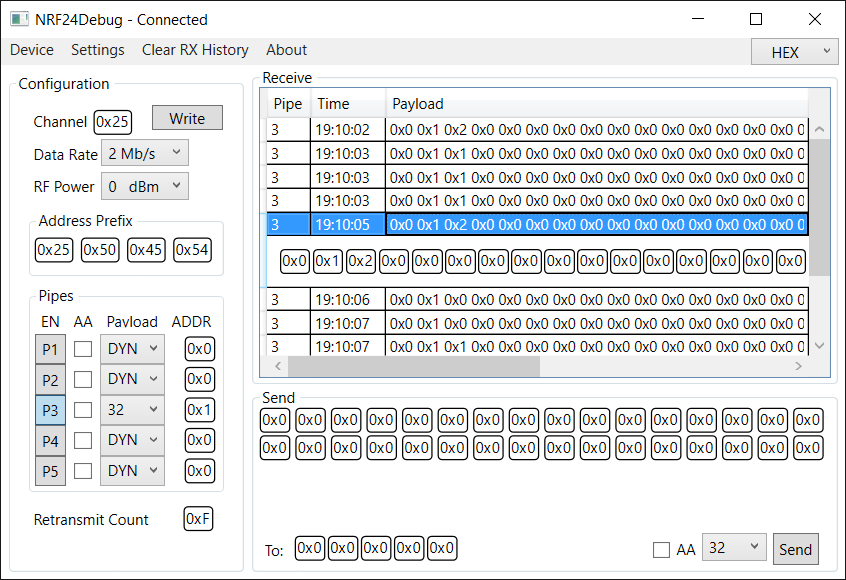 NRF24Debug - Connected
Device Settings Clear RX History About
HEX
Configuration
Channel 0x25 Write
Data Rate 2 Mb/s
RF Power 0 dBm
Address Prefix
0x25 0x50 0x45 0x54
Pipes
EN AA Payload ADDR
P1 DYN 0x0
P2 DYN 0x0
P3 32 0x1
P4 DYN 0x0
P5 DYN 0x0
Retransmit Count 0xF
Receive
Pipe Time Payload
3 19:10:02 0x0 0x1 0x2 0x0 0x0 0x0 0x0 0x0 0x0 0x0 0x0 0x0 0x0 0x0 0x0 0
3 19:10:03 0x0 0x1 0x1 0x0 0x0 0x0 0x0 0x0 0x0 0x0 0x0 0x0 0x0 0x0 0x0 0
3 19:10:03 0x0 0x1 0x1 0x0 0x0 0x0 0x0 0x0 0x0 0x0 0x0 0x0 0x0 0x0 0x0 0
3 19:10:03 0x0 0x1 0x1 0x0 0x0 0x0 0x0 0x0 0x0 0x0 0x0 0x0 0x0 0x0 0x0 0
3 19:10:05 0x0 0x1 0x2 0x0 0x0 0x0 0x0 0x0 0x0 0x0 0x0 0x0 0x0 0x0 0x0 0
0x0 0x1 0x2 0x0 0x0 0x0 0x0 0x0 0x0 0x0 0x0 0x0 0x0 0x0 0x0 0x0
3 19:10:06 0x0 0x1 0x2 0x0 0x0 0x0 0x0 0x0 0x0 0x0 0x0 0x0 0x0 0x0 0x0 0
3 19:10:07 0x0 0x1 0x2 0x0 0x0 0x0 0x0 0x0 0x0 0x0 0x0 0x0 0x0 0x0 0x0 0
3 19:10:07 0x0 0x1 0x1 0x0 0x0 0x0 0x0 0x0 0x0 0x0 0x0 0x0 0x0 0x0 0x0 0
Send
0x0 0x0 0x0 0x0 0x0 0x0 0x0 0x0 0x0 0x0 0x0 0x0 0x0 0x0 0x0 0x0
0x0 0x0 0x0 0x0 0x0 0x0 0x0 0x0 0x0 0x0 0x0 0x0 0x0 0x0 0x0 0x0
To: 0x0 0x0 0x0 0x0 0x0 AA 32 Send